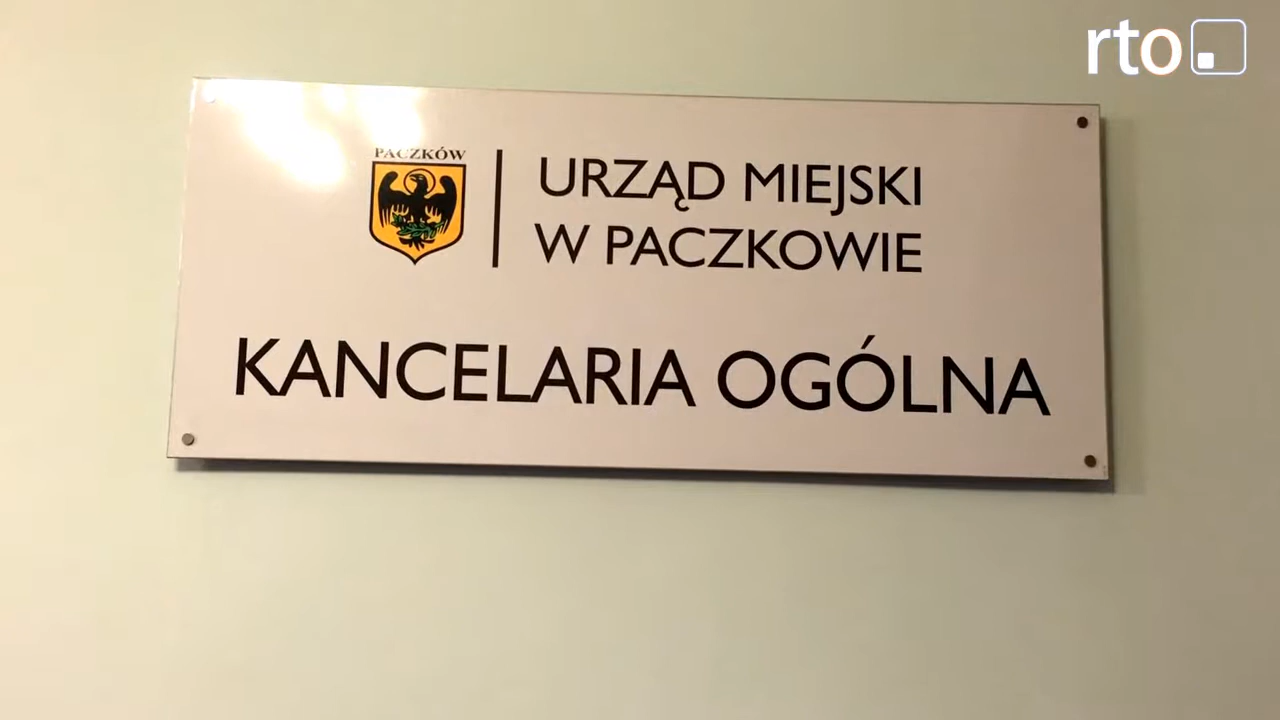 rto
PACZKÓW
URZĄD MIEJSKI
W PACZKOWIE
KANCELARIA OGÓLNA